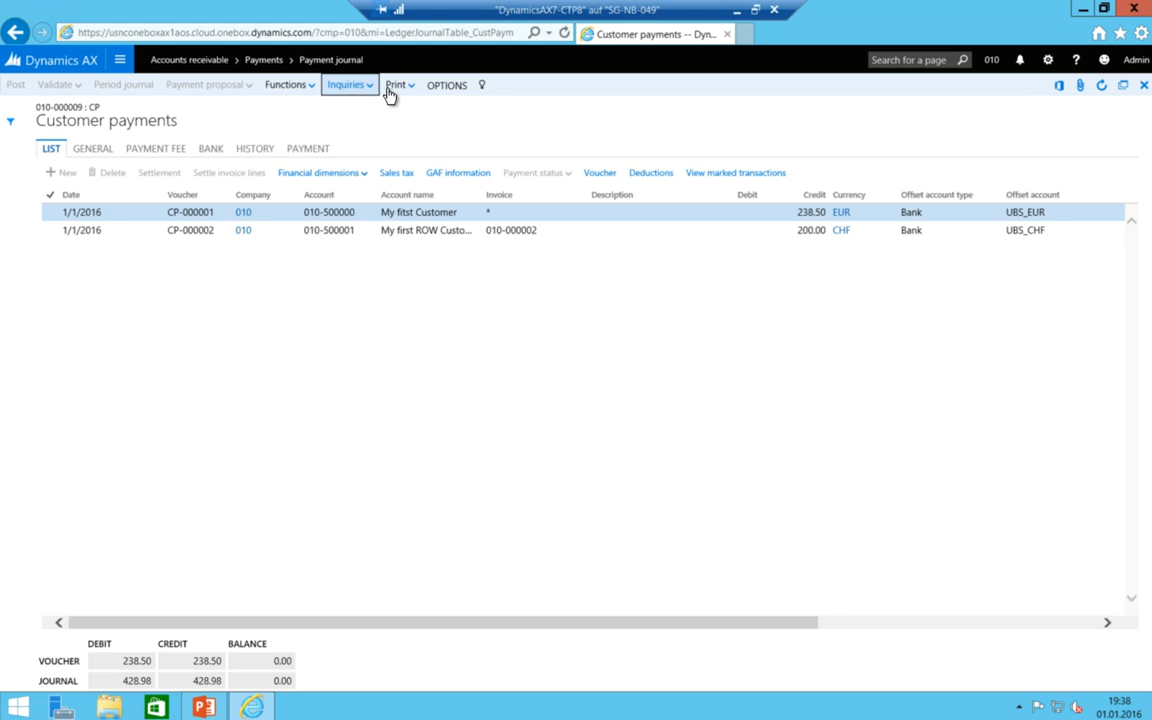 "DynamicsAX7-CTP8" auf "SG-NB-049"
https://usnconeboxax1aos.cloud.onebox.dynamics.com/?cmp=010&mi=LedgerJournalTable_CustPaym
Customer payments -- Dyn...
Dynamics AX
Accounts receivable > Payments > Payment journal
Search for a page
010
Admin
Post Validate Period journal Payment proposal Functions Inquiries Print OPTIONS
010-000009 : CP
Customer payments
LIST GENERAL PAYMENT FEE BANK HISTORY PAYMENT
New Delete Settlement Settle invoice lines Financial dimensions Sales tax GAF information Payment status Voucher Deductions View marked transactions
Date Voucher Company Account Account name Invoice Description Debit Credit Currency Offset account type Offset account
1/1/2016 CP-000001 010 010-500000 My fitst Customer * 238.50 EUR Bank UBS_EUR
1/1/2016 CP-000002 010 010-500001 My first ROW Custo... 010-000002 200.00 CHF Bank UBS_CHF
DEBIT CREDIT BALANCE
VOUCHER 238.50 238.50 0.00
JOURNAL 428.98 428.98 0.00
19:38
01.01.2016